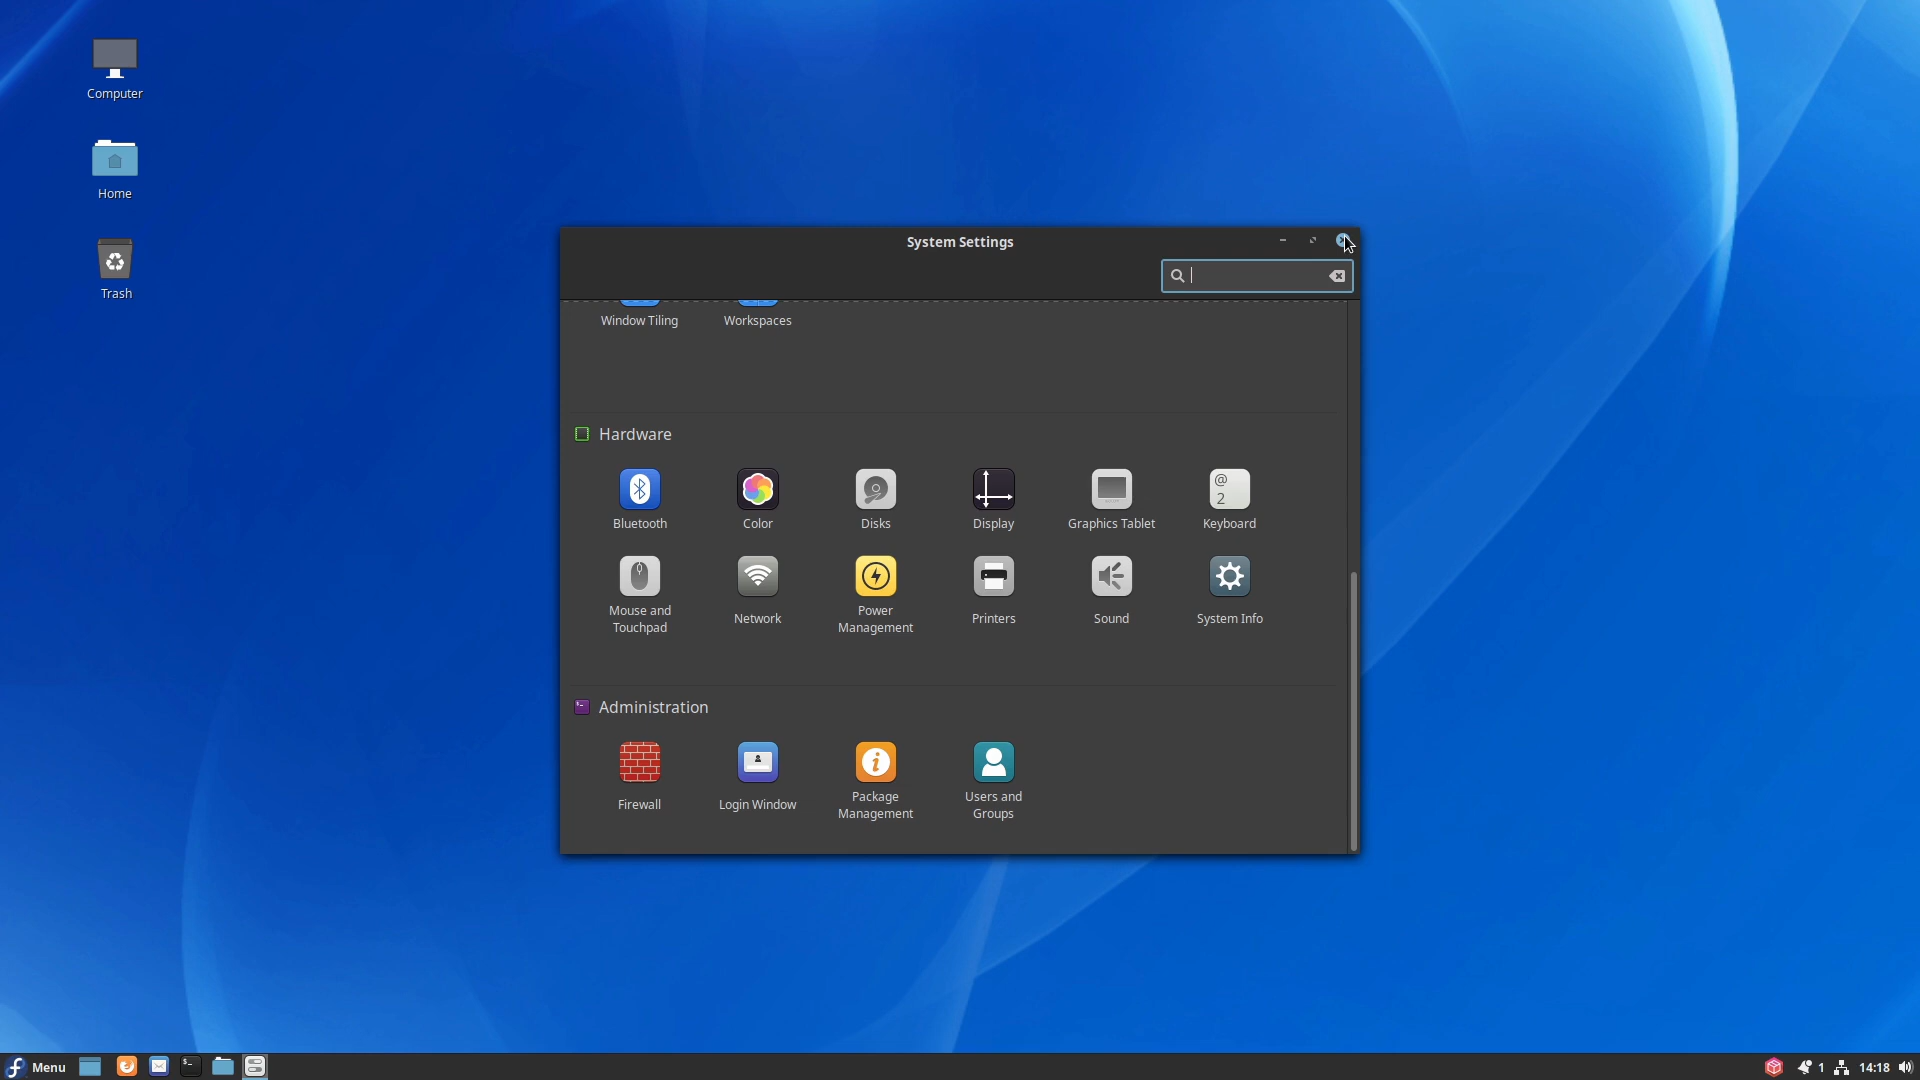 Computer
Home
Trash
System Settings
Window Tiling
Workspaces
Hardware
Bluetooth
Color
Disks
Display
Graphics Tablet
@
2
Keyboard
Mouse and
Touchpad
Network
Power
Management
Printers
Sound
System Info
Administration
Firewall
Login Window
Package
Management
Users and
Groups
Menu
1
14:18